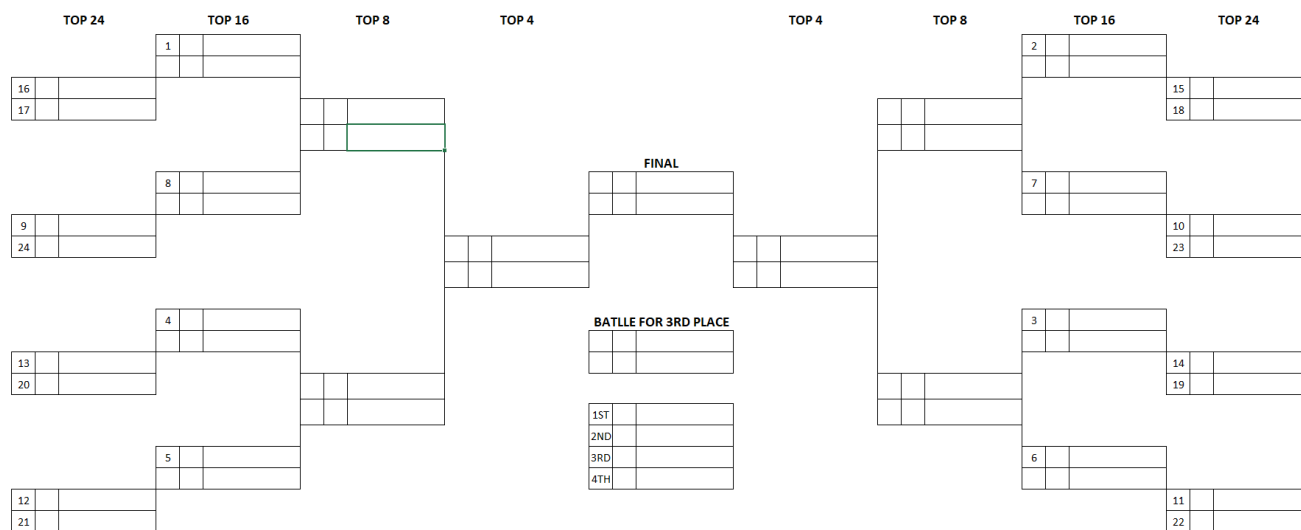 TOP 24 TOP 16 TOP 8 TOP 4 TOP 4 TOP 8 TOP 16 TOP 24
1 2
16 15
17 18
FINAL
8 7
9 10
24 23
4 BATLLE FOR 3RD PLACE 3
13 14
20 19
1ST
2ND
5 3RD 6
4TH
12 11
21 22